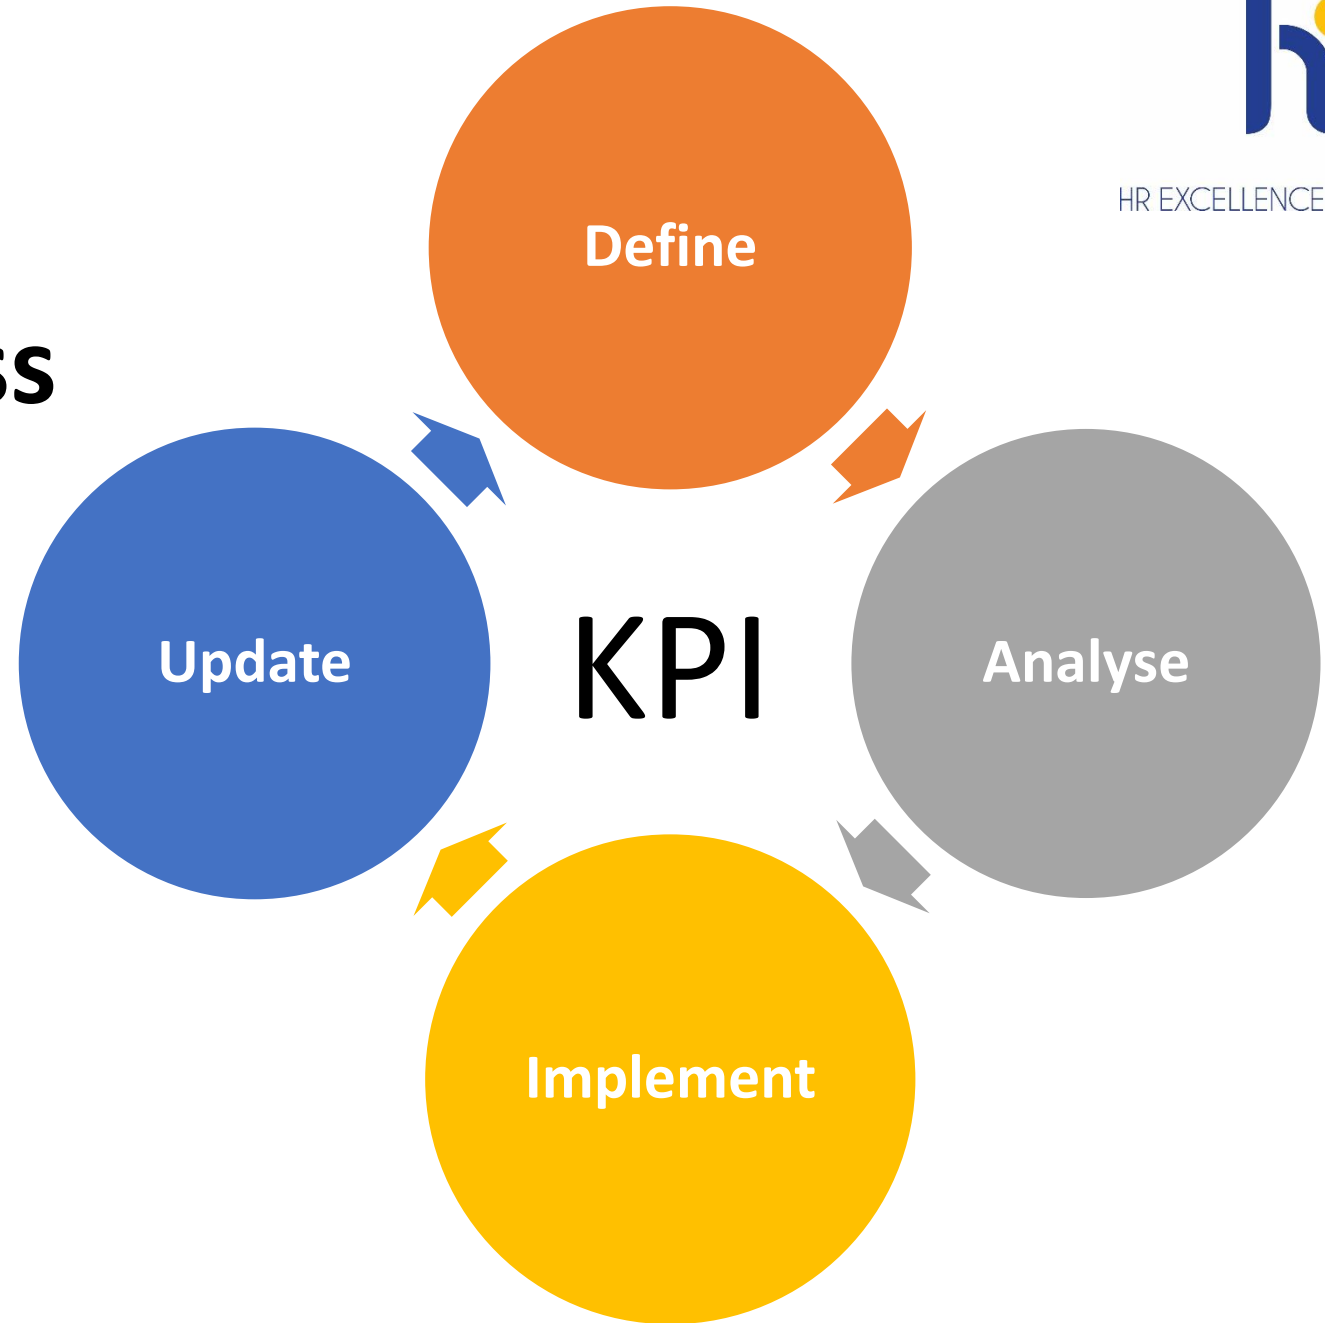 HR EXCELLENCE
Define
ss
Update
KPI
Analyse
Implement